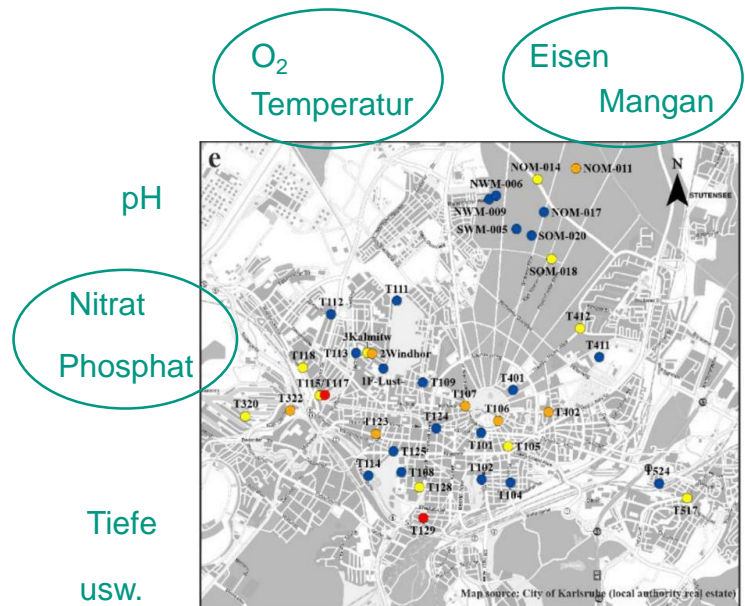 O2
Temperatur
Eisen
Mangan
pH
Nitrat
Phosphat
Tiefe
usw.
e
NOM-014
NOM-011
N
NWM-006
STUTENSEE
NWM-009
NOM-017
SWM-005
SOM-020
SOM-018
T111
T112
T412
3Kalmitw
T113
2Windhor
T411
T118
1F-Lust-
T109
T401
T115/T117
T107
T322
T106
T402
T320
T123
T124
T101
T105
T125
T114
T108
T102
T524
T128
T104
T517
T129
Map source: City of Karlsruhe (local authority real estate)